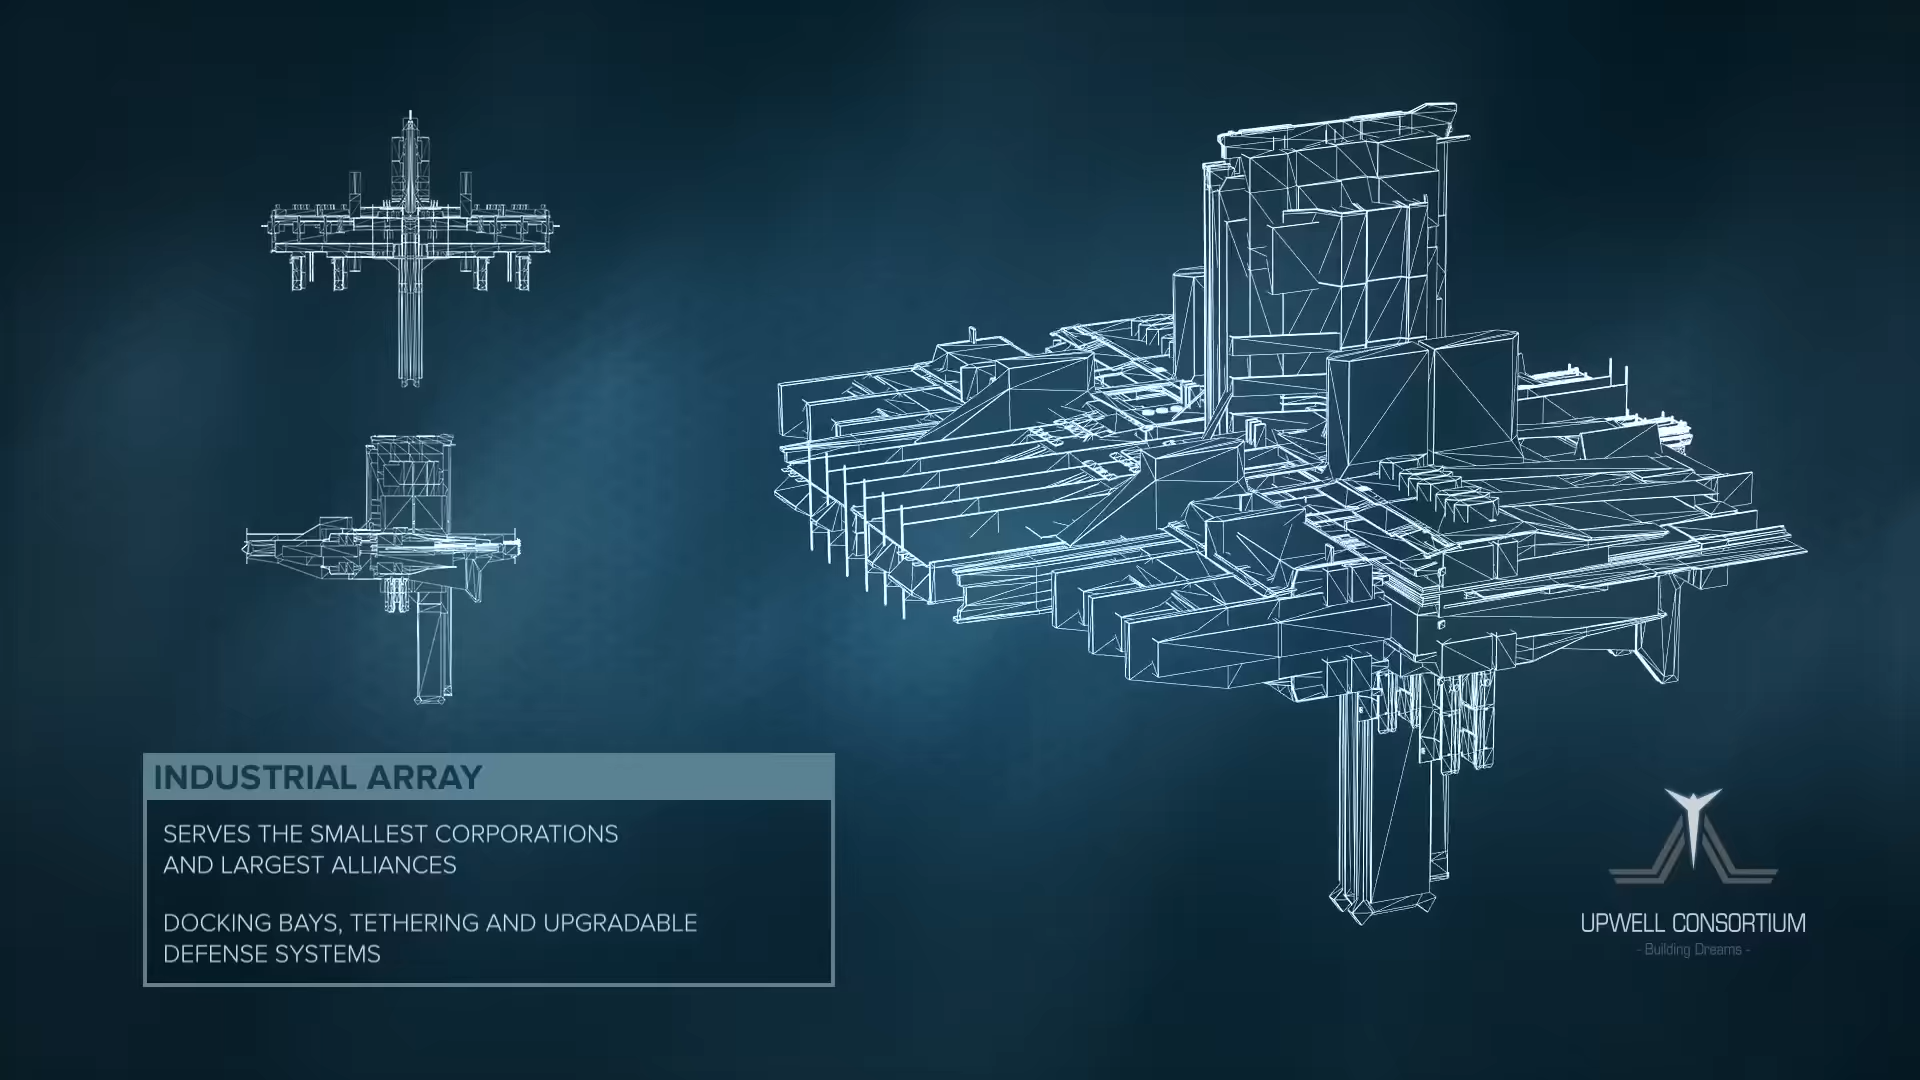 INDUSTRIAL ARRAY
SERVES THE SMALLEST CORPORATIONS
AND LARGEST ALLIANCES
DOCKING BAYS, TETHERING AND UPGRADABLE
DEFENSE SYSTEMS
UPWELL CONSORTIUM
- Building Dreams -